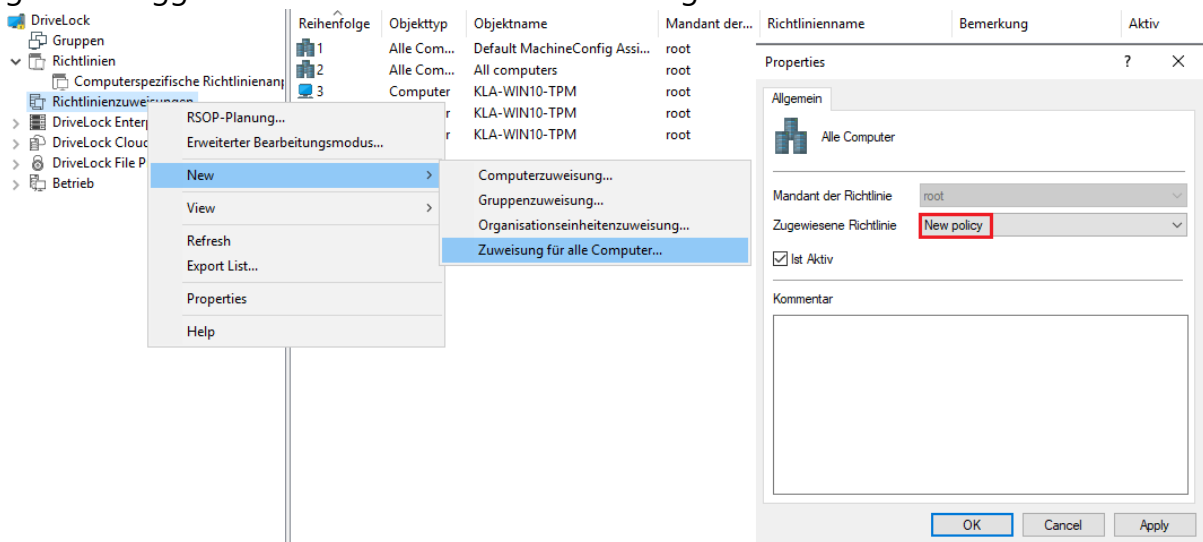 DriveLock
Gruppen
Richtlinien
Computerspezifische Richtlinienan
Richtlinienzuweisungen
DriveLock Enter
DriveLock Cloud
DriveLock File P
Betrieb
RSOP-Planung...
Erweiterter Bearbeitungsmodus...
New
View
Refresh
Export List...
Properties
Help
Computerzuweisung...
Gruppenzuweisung...
Organisationseinheitenzuweisung...
Zuweisung für alle Computer...
Reihenfolge Objekttyp Objektname Mandant der... Richtlinienname Bemerkung Aktiv
1 Alle Com... Default MachineConfig Assi... root
2 Alle Com... All computers root
3 Computer KLA-WIN10-TPM root
r KLA-WIN10-TPM root
r KLA-WIN10-TPM root
Properties ?
Allgemein
Alle Computer
Mandant der Richtlinie root
Zugewiesene Richtlinie New policy
Ist Aktiv
Kommentar
OK Cancel Apply